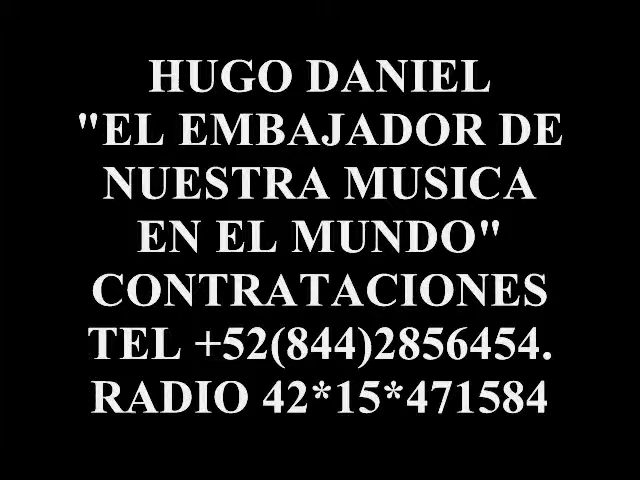 HUGO DANIEL
"EL EMBAJADOR DE
NUESTRA MUSICA
EN EL MUNDO"
CONTRATACIONES
TEL +52(844)2856454.
RADIO 42*15*471584